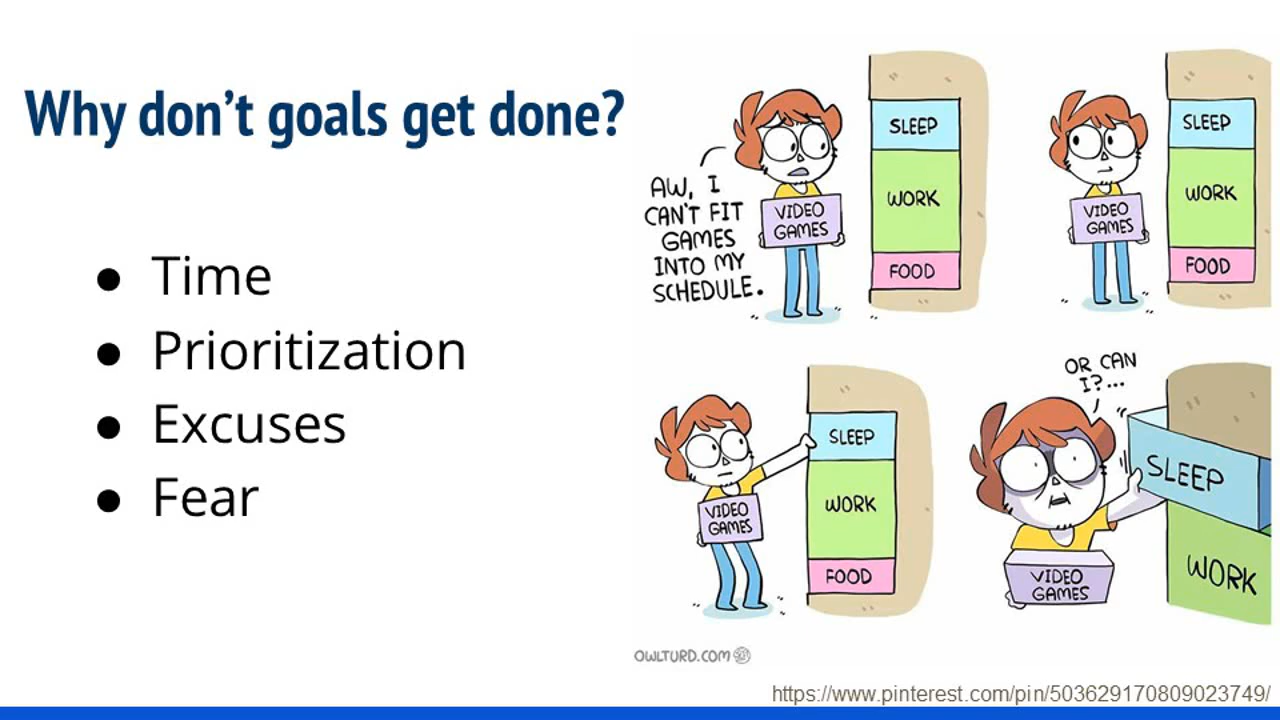 Why don't goals get done?
● Time
● Prioritization
● Excuses
● Fear
AW, I
CAN'T FIT
GAMES
INTO MY
SCHEDULE.
VIDEO
GAMES
SLEEP
WORK
FOOD
VIDEO
GAMES
SLEEP
WORK
FOOD
VIDEO
GAMES
SLEEP
WORK
FOOD
OR CAN
I?...
VIDEO
GAMES
SLEEP
WORK
OWLTURD.COM
https://www.pinterest.com/pin/503629170809023749/